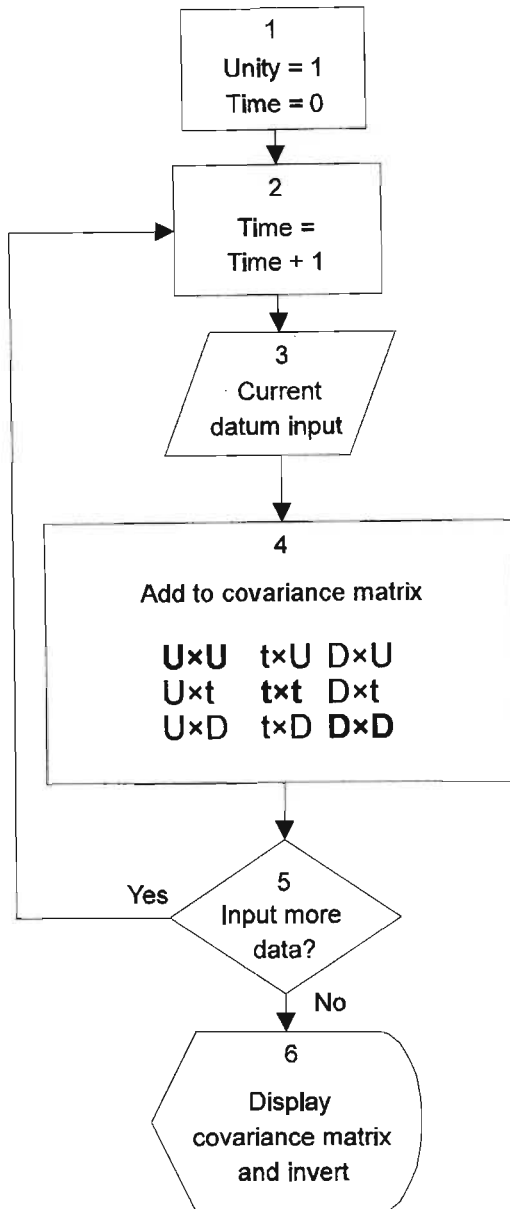 1
Unity = 1
Time = 0
2
Time =
Time + 1
3
Current
datum input
4
Add to covariance matrix
U×U t×U D×U
U×t t×t D×t
U×D t×D D×D
5
Input more
data?
Yes
No
6
Display
covariance matrix
and invert